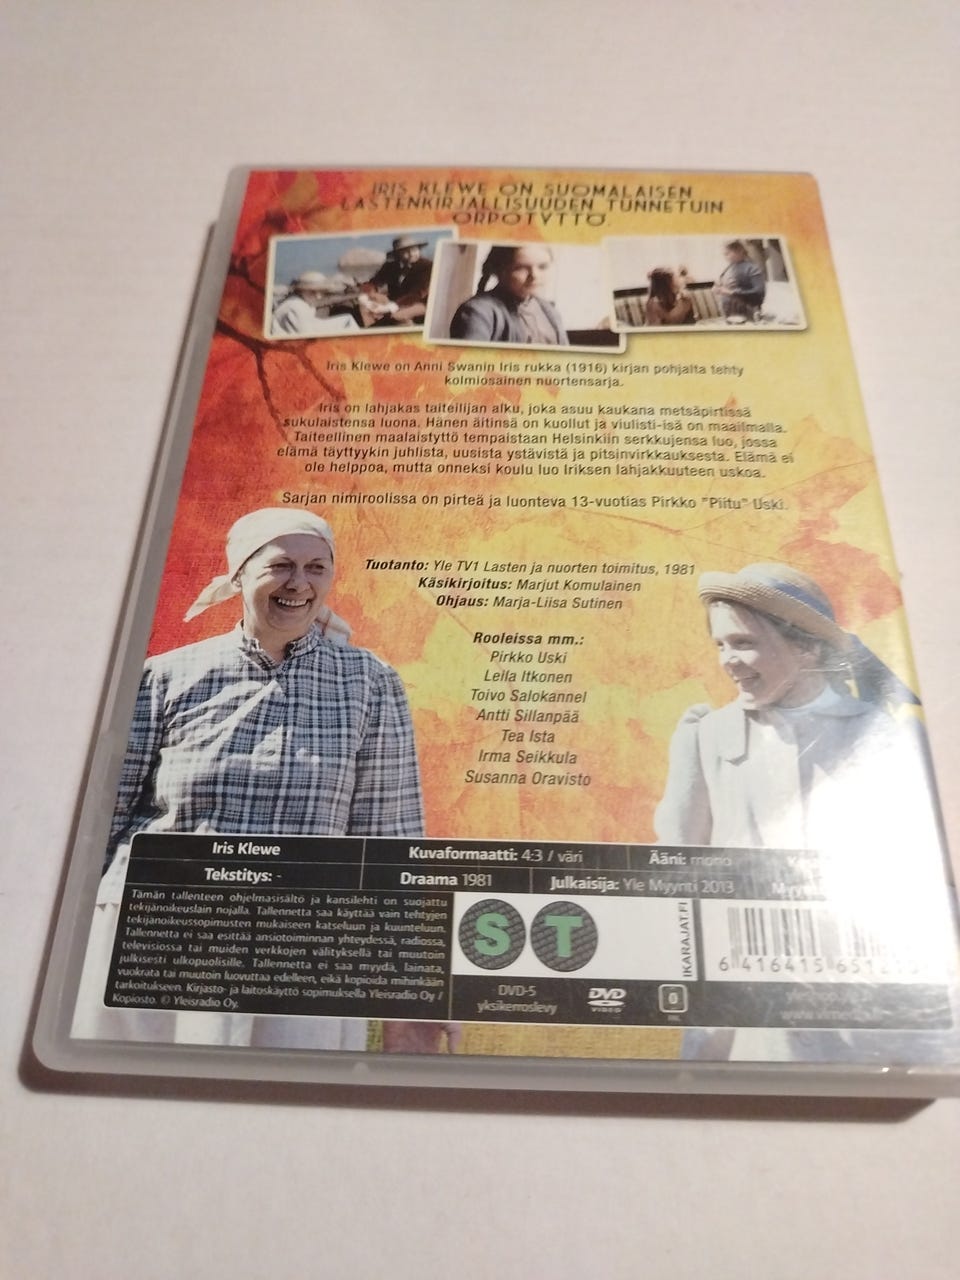 IRIS KLEWE ON SUOMALAISEN
LASTENKIRJALLISUUDEN TUNNETUIN
ORPOTYTTÖ.
Iris Klewe on Anni Swanin Iris rukka (1916) kirjan pohjalta tehty
kolmiosainen nuortensarja.
Iris on lahjakas taiteilijan alku, joka asuu kaukana metsäpirtissä
sukulaistensa luona. Hänen äitinsä on kuollut ja viulisti-isä on maailmalla.
Taiteellinen maalaistyttö tempaistaan Helsinkiin serkkujensa luo, jossa
elämä täyttyykin juhlista, uusista ystävistä ja pitsinvirkkauksesta. Elämä ei
ole helppoa, mutta onneksi koulu luo Iriksen lahjakkuuteen uskoa.
Sarjan nimiroolissa on pirteä ja luonteva 13-vuotias Pirkko "Piitu" Uski.
Tuotanto: Yle TV1 Lasten ja nuorten toimitus, 1981
Käsikirjoitus: Marjut Komulainen
Ohjaus: Marja-Liisa Sutinen
Rooleissa mm.:
Pirkko Uski
Leila Itkonen
Toivo Salokannel
Antti Sillanpää
Tea Ista
Irma Seikkula
Susanna Oravisto
Iris Klewe Kuvaformaatti: 4:3 / väri Ääni: mono
Tekstitys: - Draama 1981 Julkaisija: Yle Myynti 2013
Tämän tallenteen ohjelmasisältö ja kansilehti on suojattu
tekijänoikeuslain nojalla. Tallennetta saa käyttää vain tehtyjen
tekijänoikeussopimusten mukaiseen katseluun ja kuunteluun.
Tallennetta ei saa esittää ansiotoiminnan yhteydessä, radiossa,
televisiossa tai muiden verkkojen välityksellä tai muutoin
julkisesti ulkopuolisille. Tallennetta ei saa myydä, lainata,
vuokrata tai muutoin luovuttaa edelleen, eikä kopioida mihinkään
tarkoitukseen. Kirjasto- ja laitoskäyttö sopimuksella Yleisradio Oy /
Kopiosto. © Yleisradio Oy.
S T
IKARAJAT.FI
DVD-5
yksikerroslevy
DVD
VIDEO
0
PAL
6 416415